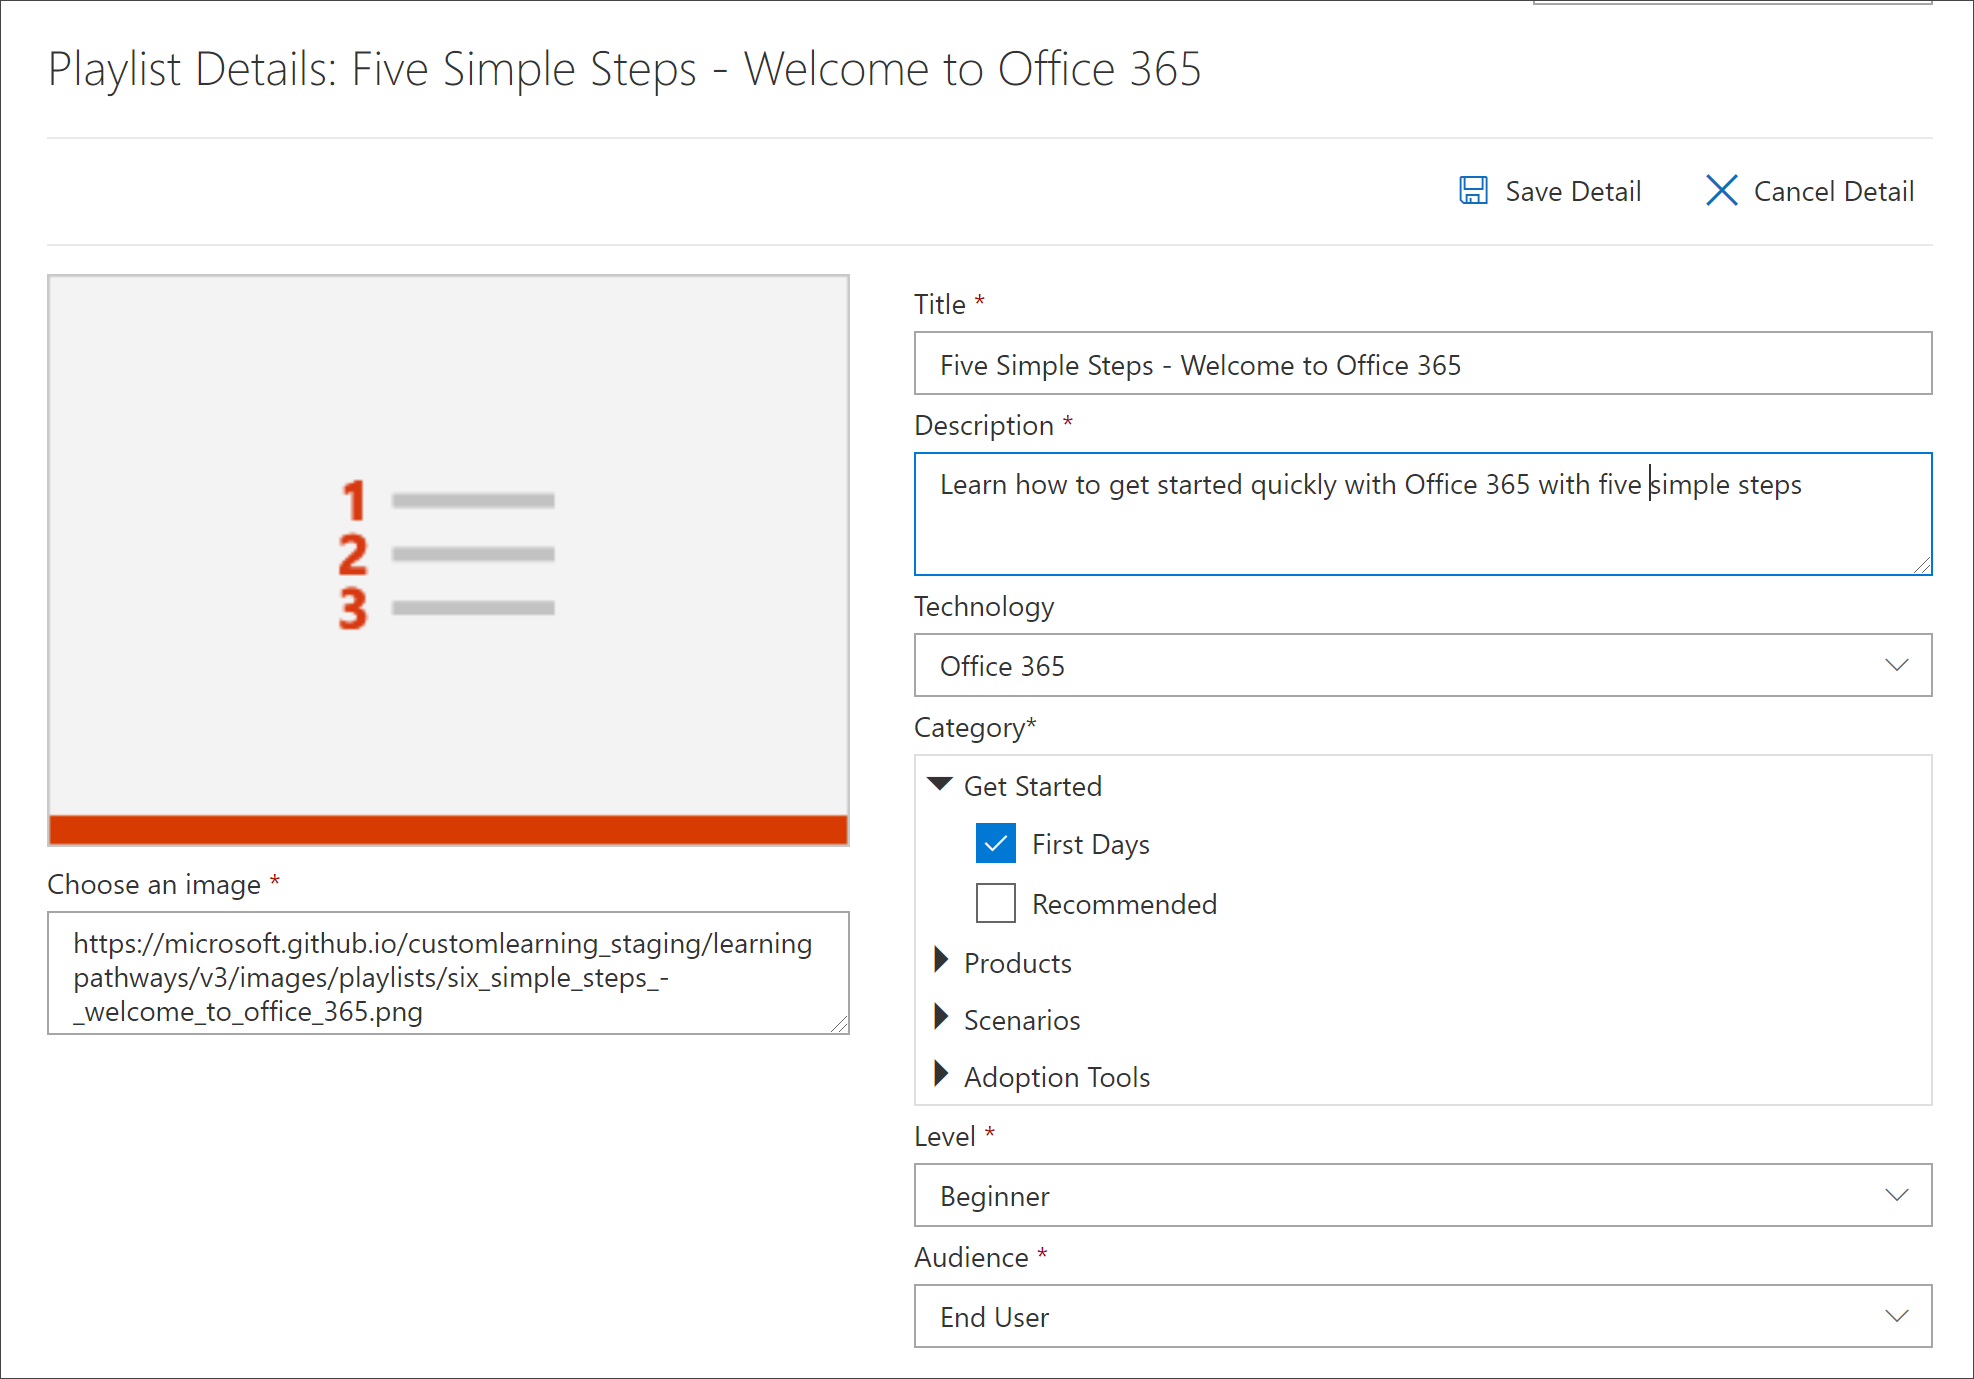 Playlist Details: Five Simple Steps - Welcome to Office 365
Save Detail
Cancel Detail
1
2
3
Choose an image *
https://microsoft.github.io/customlearning_staging/learning
pathways/v3/images/playlists/six_simple_steps_-
_welcome_to_office_365.png
Title *
Five Simple Steps - Welcome to Office 365
Description *
Learn how to get started quickly with Office 365 with five simple steps
Technology
Office 365
Category*
Get Started
First Days
Recommended
Products
Scenarios
Adoption Tools
Level *
Beginner
Audience *
End User